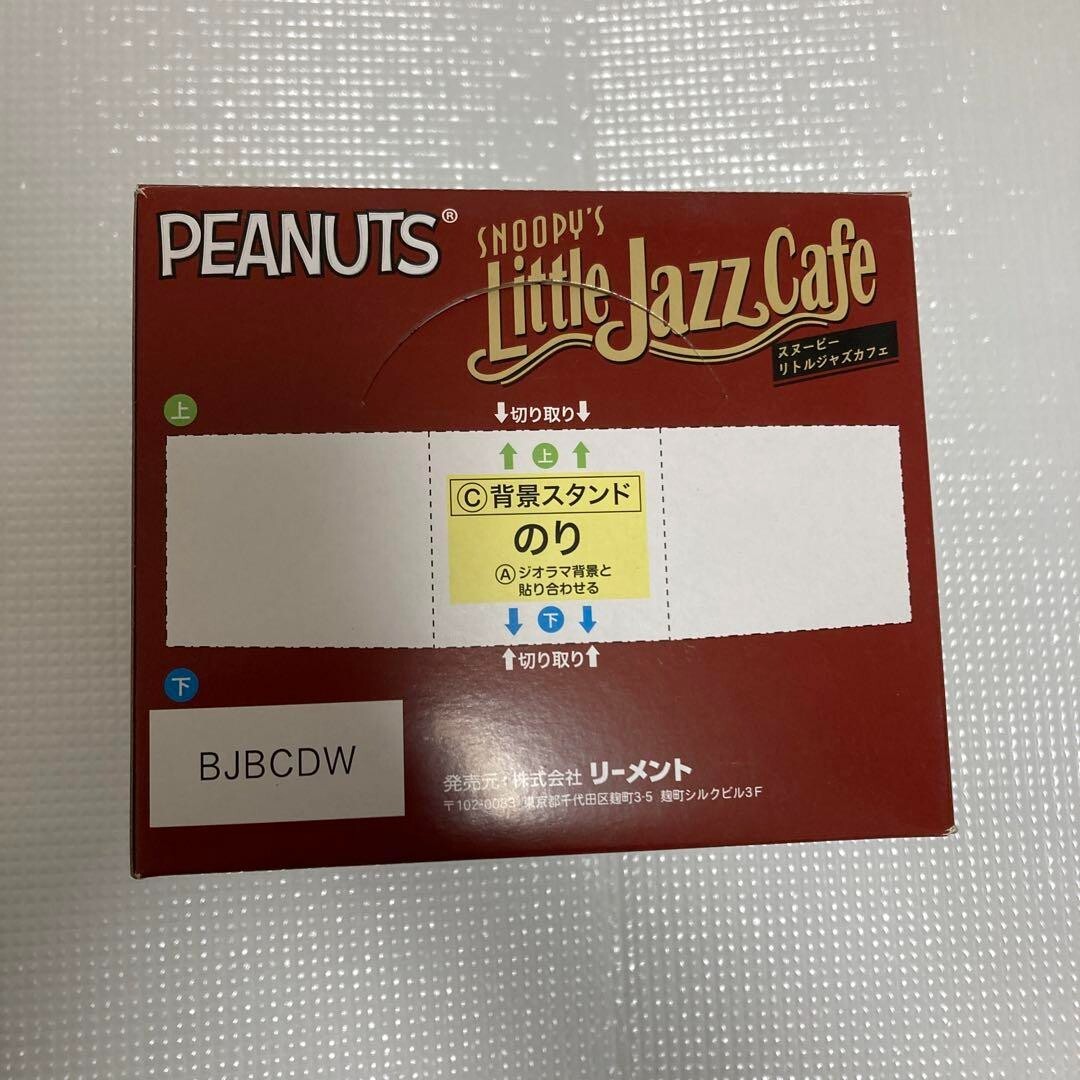 PEANUTS®
SNOOPY'S
Little Jazz Cafe
スヌーピー
リトルジャズカフェ
上
⬇切り取り⬇
⬆上⬆
Ⓒ背景スタンド
のり
Ⓐジオラマ背景と
貼り合わせる
⬇下⬇
⬆切り取り⬆
下
BJBCDW
発売元:株式会社 リーメント
〒102-0083 東京都千代田区麹町3-5 麹町シルクビル3F